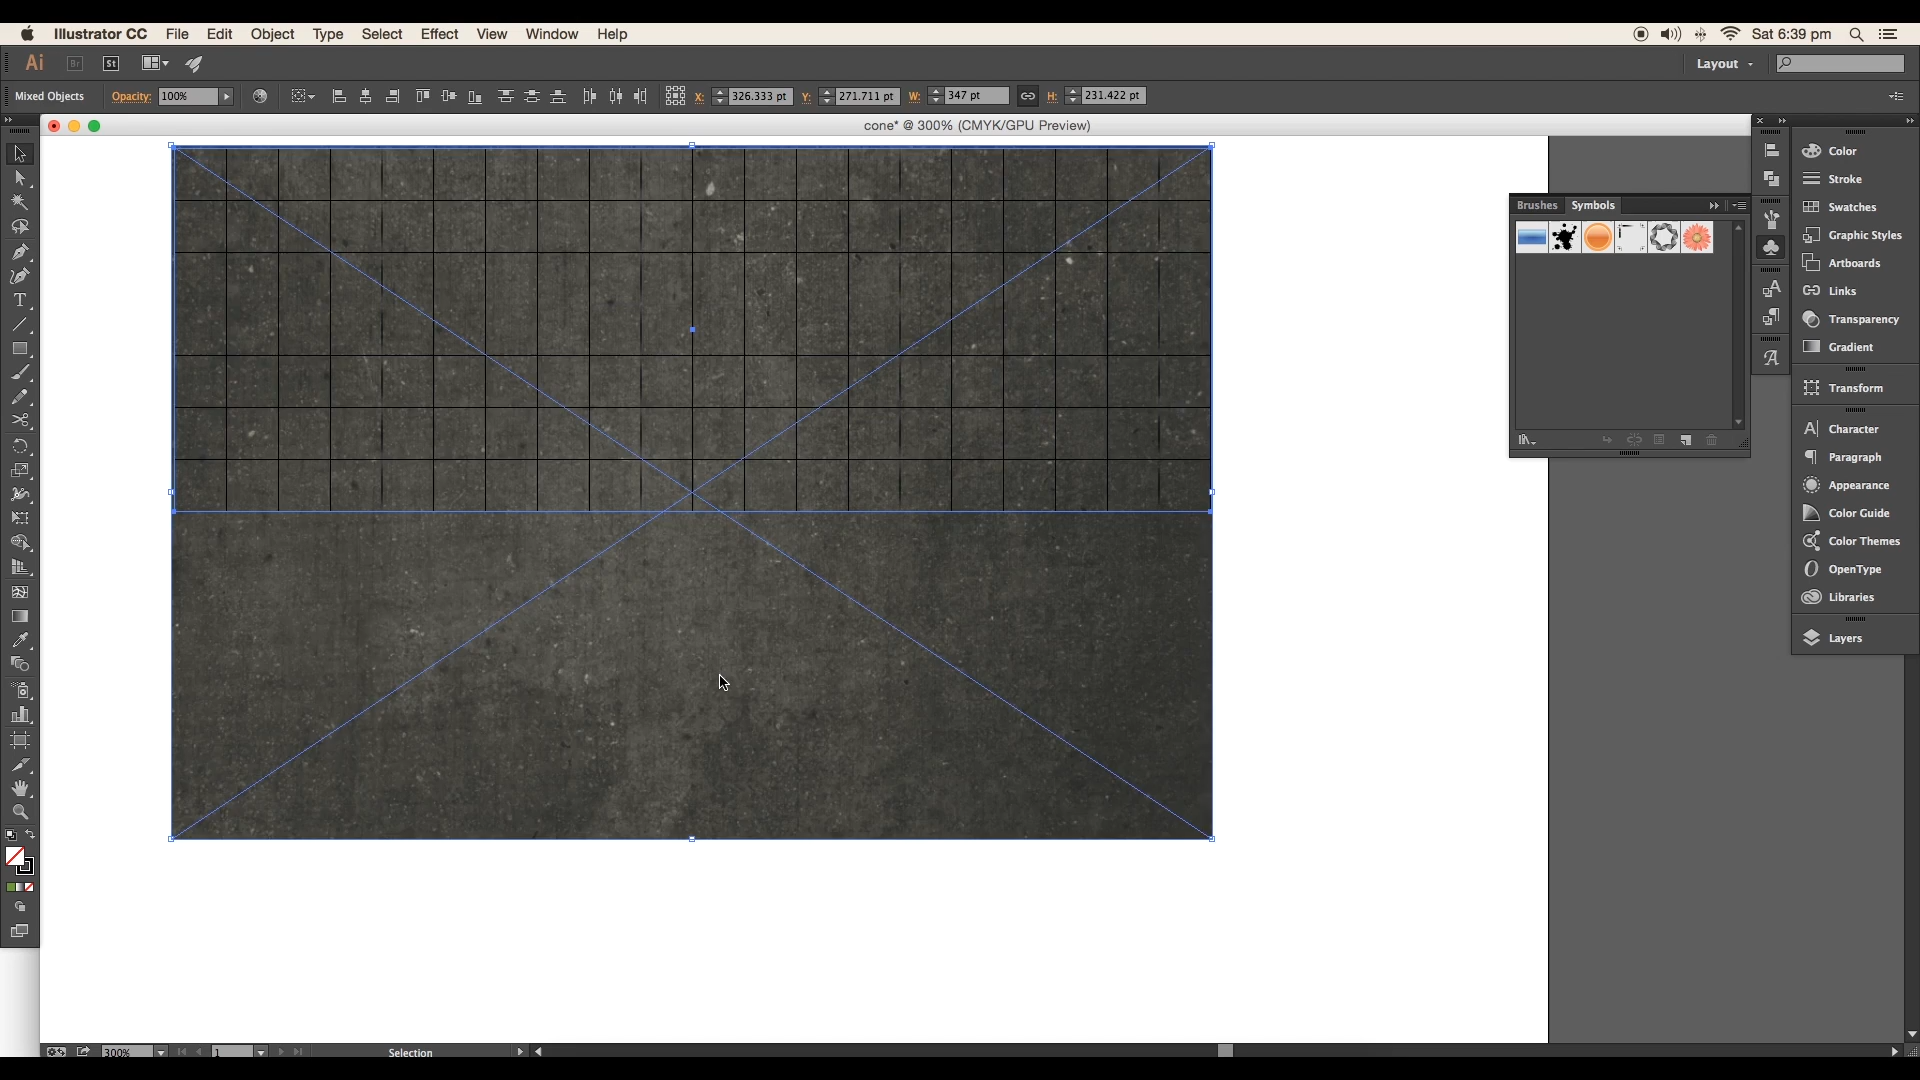 Illustrator CC File Edit Object Type Select Effect View Window Help Sat 6:39 pm
Ai Br St Layout
Mixed Objects Opacity: 100% X: 326.333 pt Y: 271.711 pt W: 347 pt H: 231.422 pt
cone* @ 300% (CMYK/GPU Preview)
Brushes Symbols
Color
Stroke
Swatches
Graphic Styles
Artboards
Links
Transparency
Gradient
Transform
Character
Paragraph
Appearance
Color Guide
Color Themes
OpenType
Libraries
Layers
300% 1 Selection